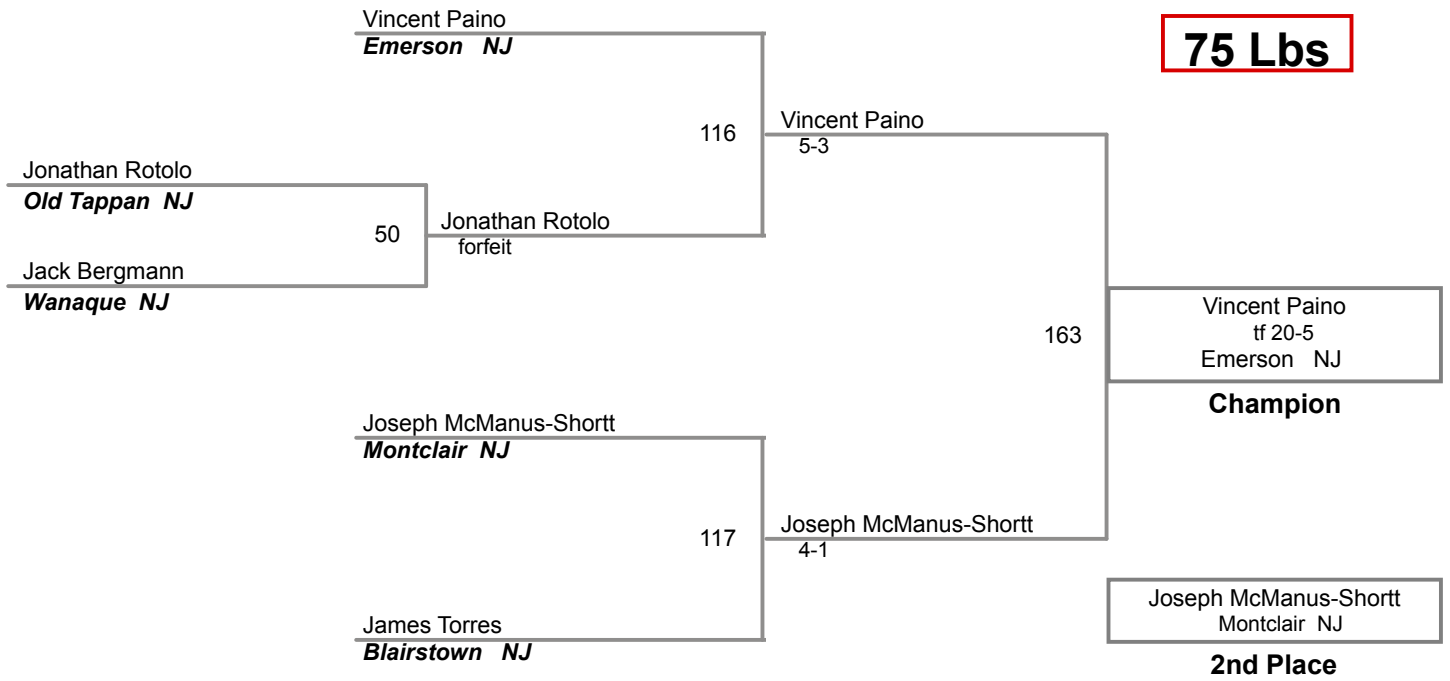 Vincent Paino
Emerson NJ
75 Lbs
116
Vincent Paino
5-3
Jonathan Rotolo
Old Tappan NJ
50
Jonathan Rotolo
forfeit
Jack Bergmann
Wanaque NJ
163
Vincent Paino
tf 20-5
Emerson NJ
Champion
Joseph McManus-Shortt
Montclair NJ
117
Joseph McManus-Shortt
4-1
James Torres
Blairstown NJ
Joseph McManus-Shortt
Montclair NJ
2nd Place